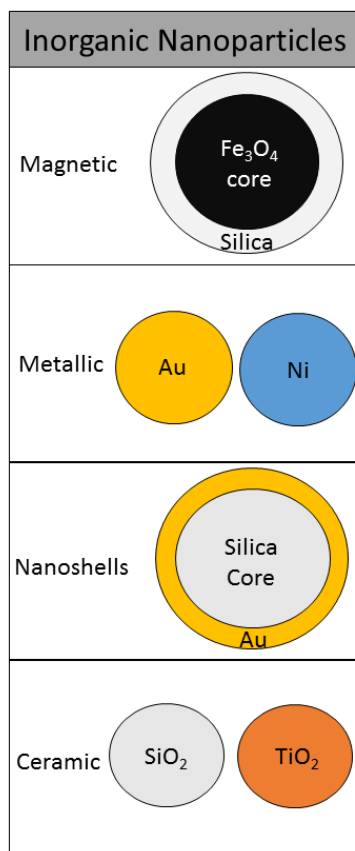 Inorganic Nanoparticles
Magnetic
Fe₃O₄
core
Silica
Metallic
Au
Ni
Nanoshells
Silica
Core
Au
Ceramic
SiO₂
TiO₂